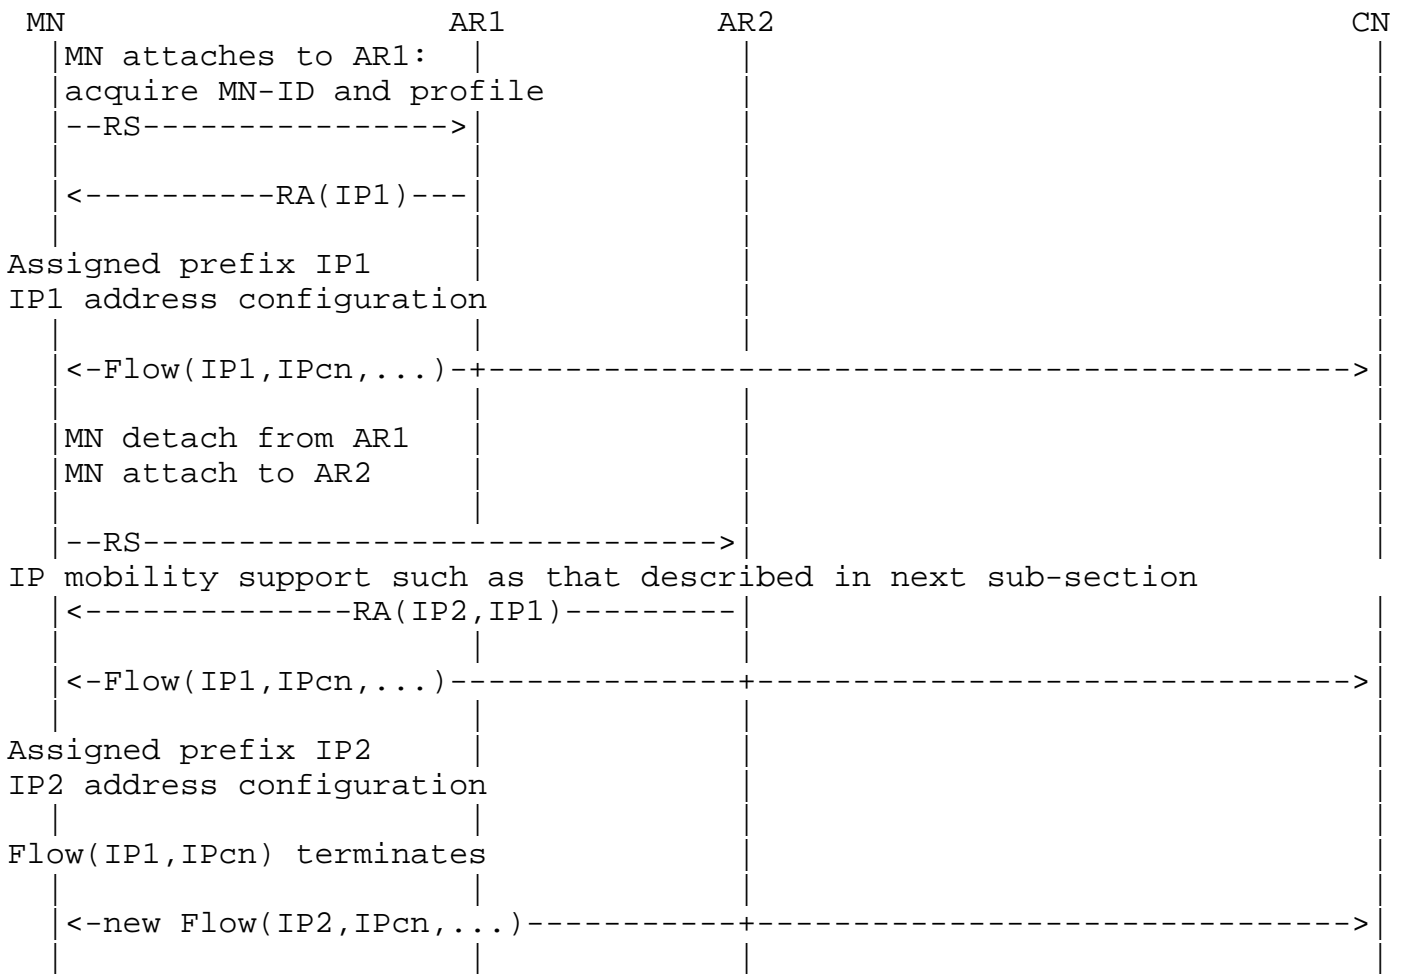 MN AR1 AR2 CN
|MN attaches to AR1: | | |
|acquire MN-ID and profile | |
|--RS---------------->| | |
| | | |
|<----------RA(IP1)---| | |
| | | |
Assigned prefix IP1 | | |
IP1 address configuration | |
| | | |
|<-Flow(IP1,IPcn,...)-+--------------------------------------------->|
| | | |
|MN detach from AR1 | | |
|MN attach to AR2 | | |
| | | |
|--RS------------------------------>| |
IP mobility support such as that described in next sub-section
|<--------------RA(IP2,IP1)---------| |
| | | |
|<-Flow(IP1,IPcn,...)---------------+------------------------------->|
| | | |
Assigned prefix IP2 | | |
IP2 address configuration | |
| | | |
Flow(IP1,IPcn) terminates | |
| | | |
|<-new Flow(IP2,IPcn,...)-----------+------------------------------->|
| | | |